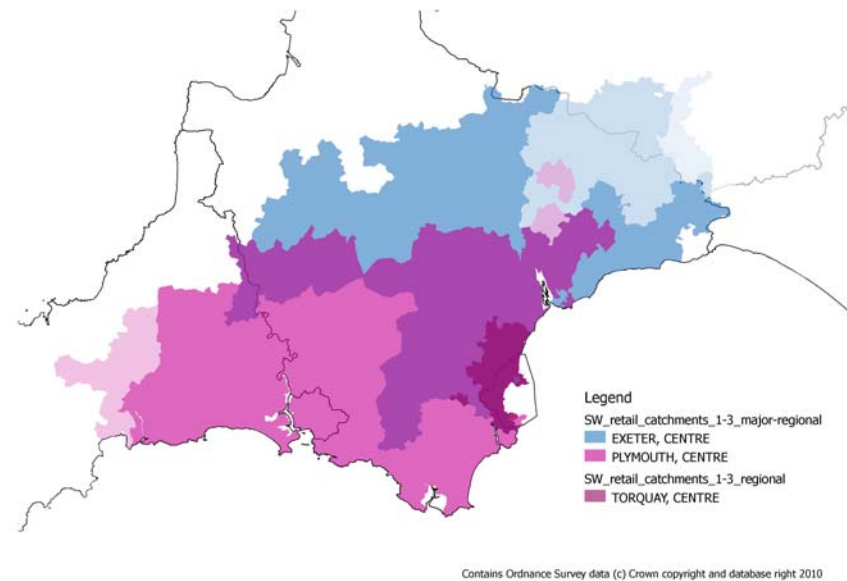 Legend
SW_retail_catchments_1-3_major-regional
EXETER, CENTRE
PLYMOUTH, CENTRE
SW_retail_catchments_1-3_regional
TORQUAY, CENTRE
Contains Ordnance Survey data (c) Crown copyright and database right 2010